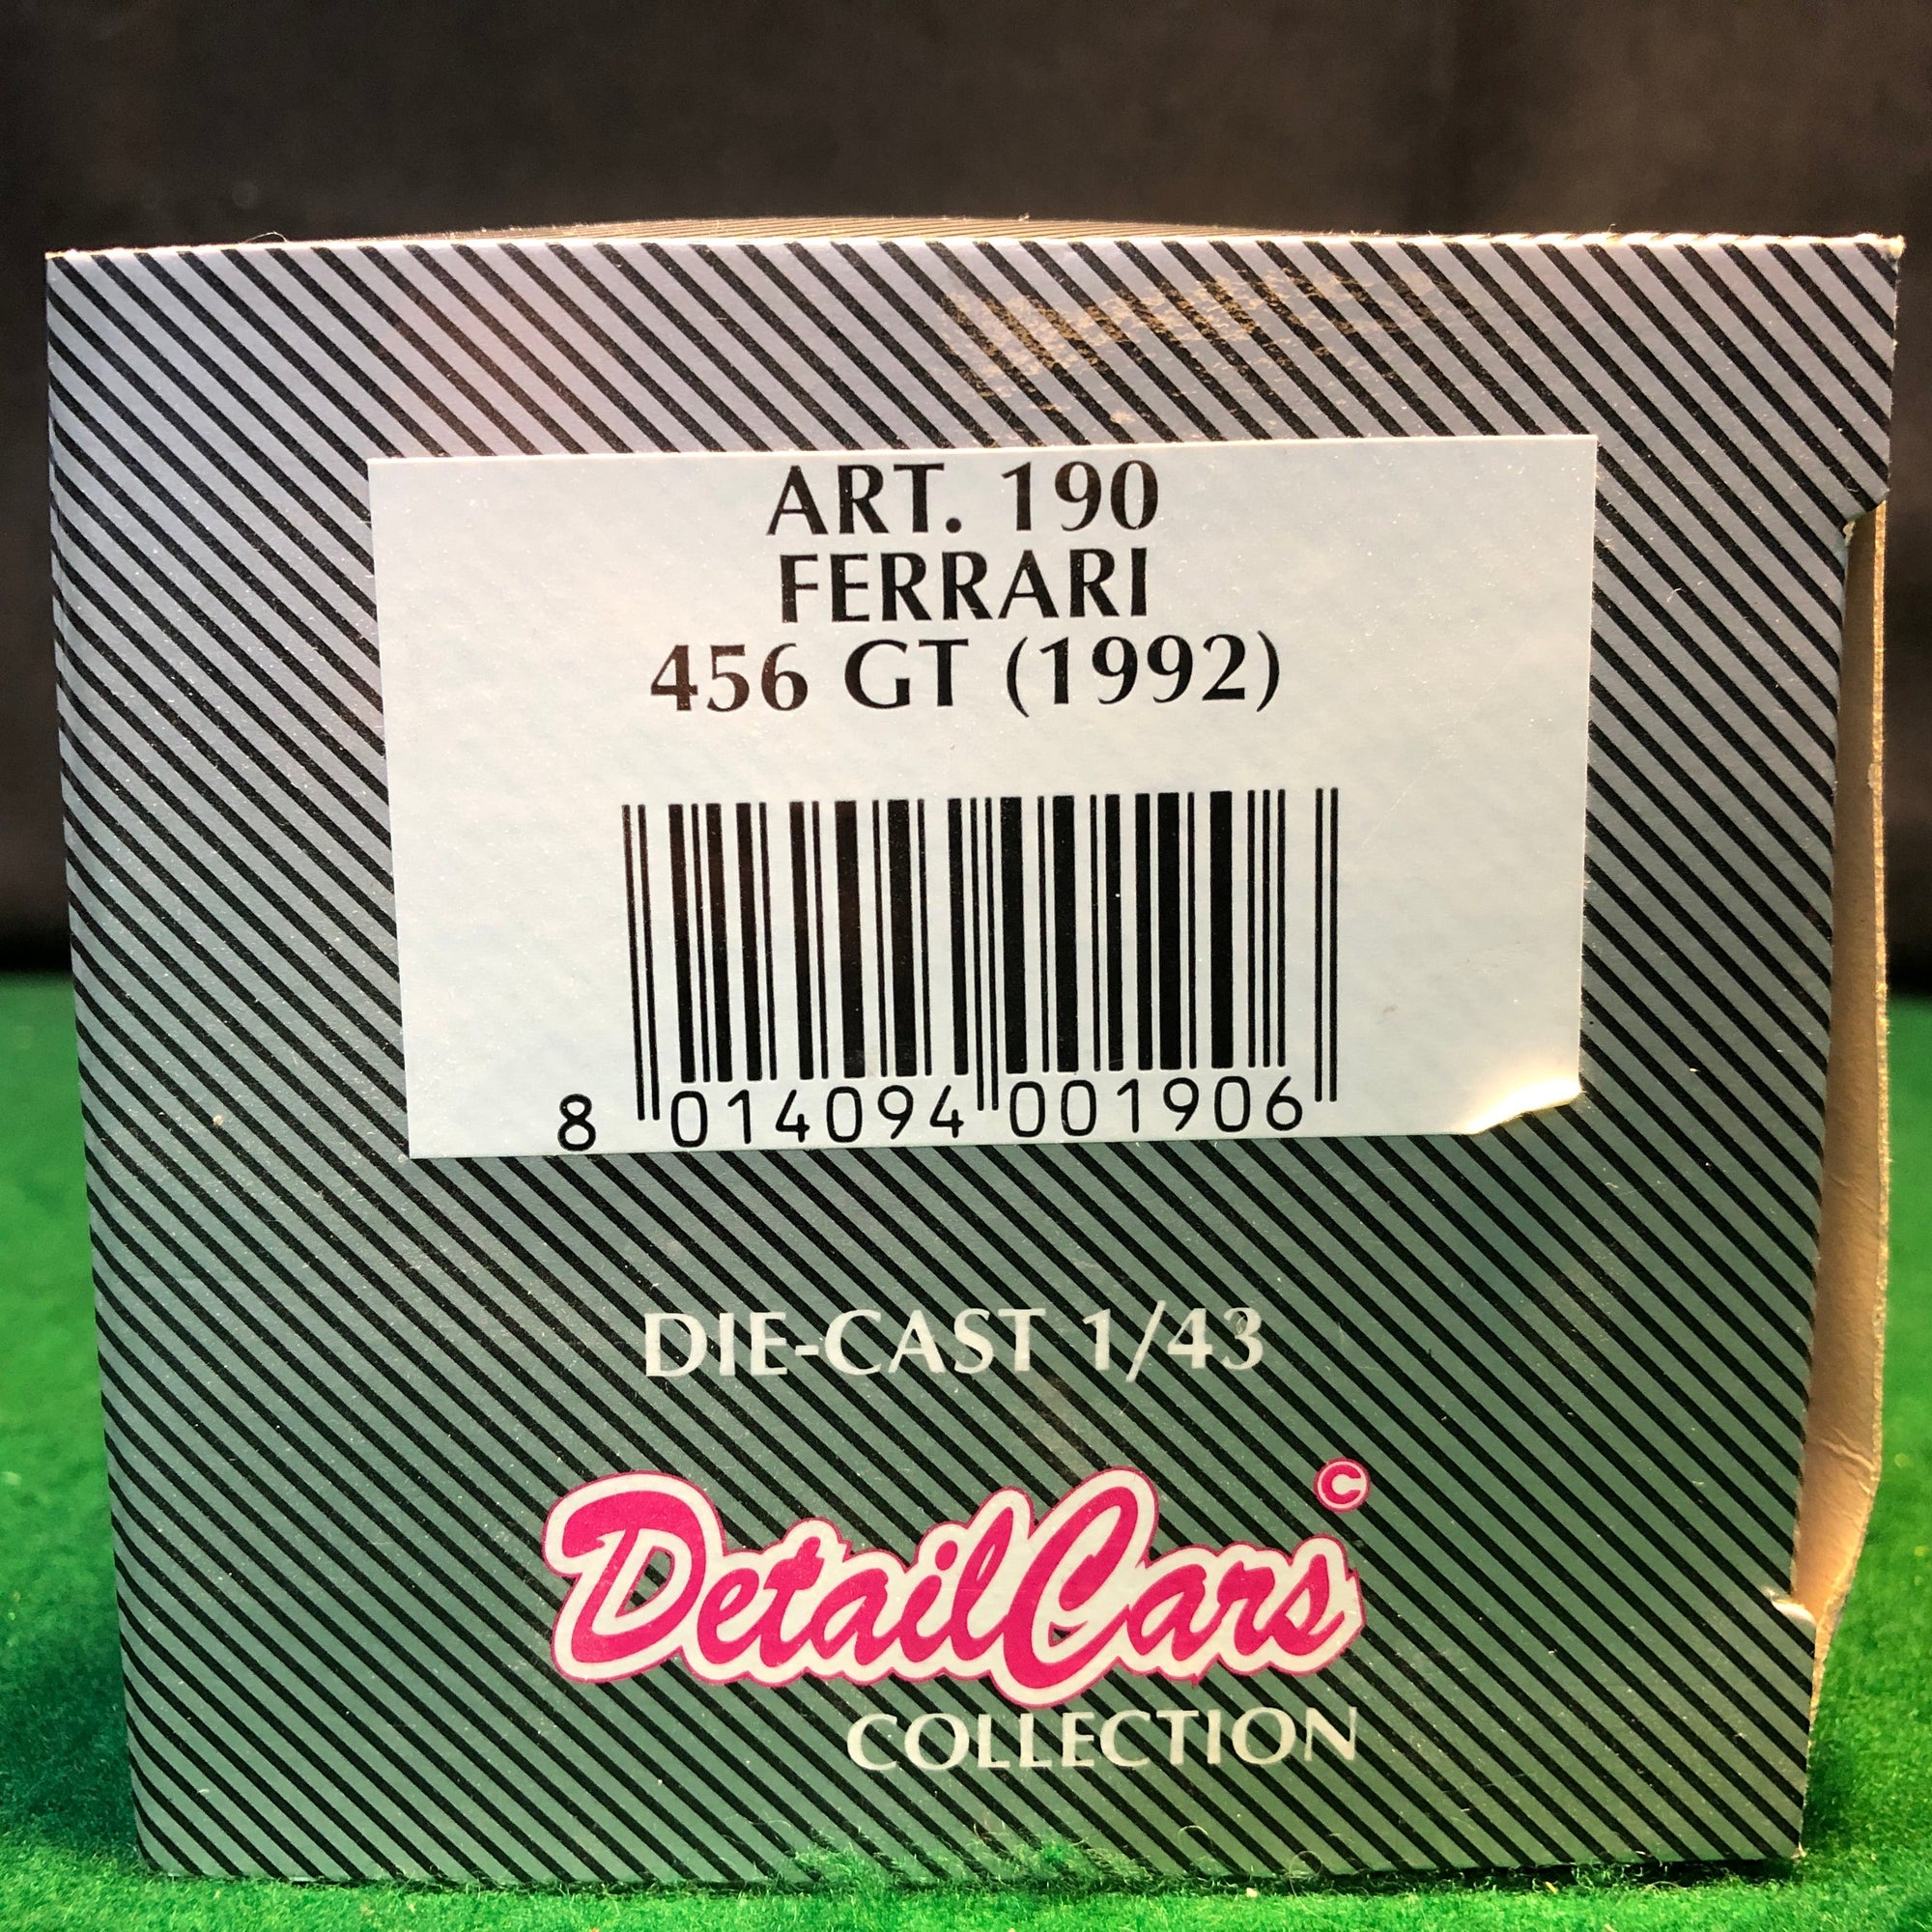 ART. 190
FERRARI
456 GT (1992)
8 014094 001906
DIE-CAST 1/43
DetailCars ©
COLLECTION